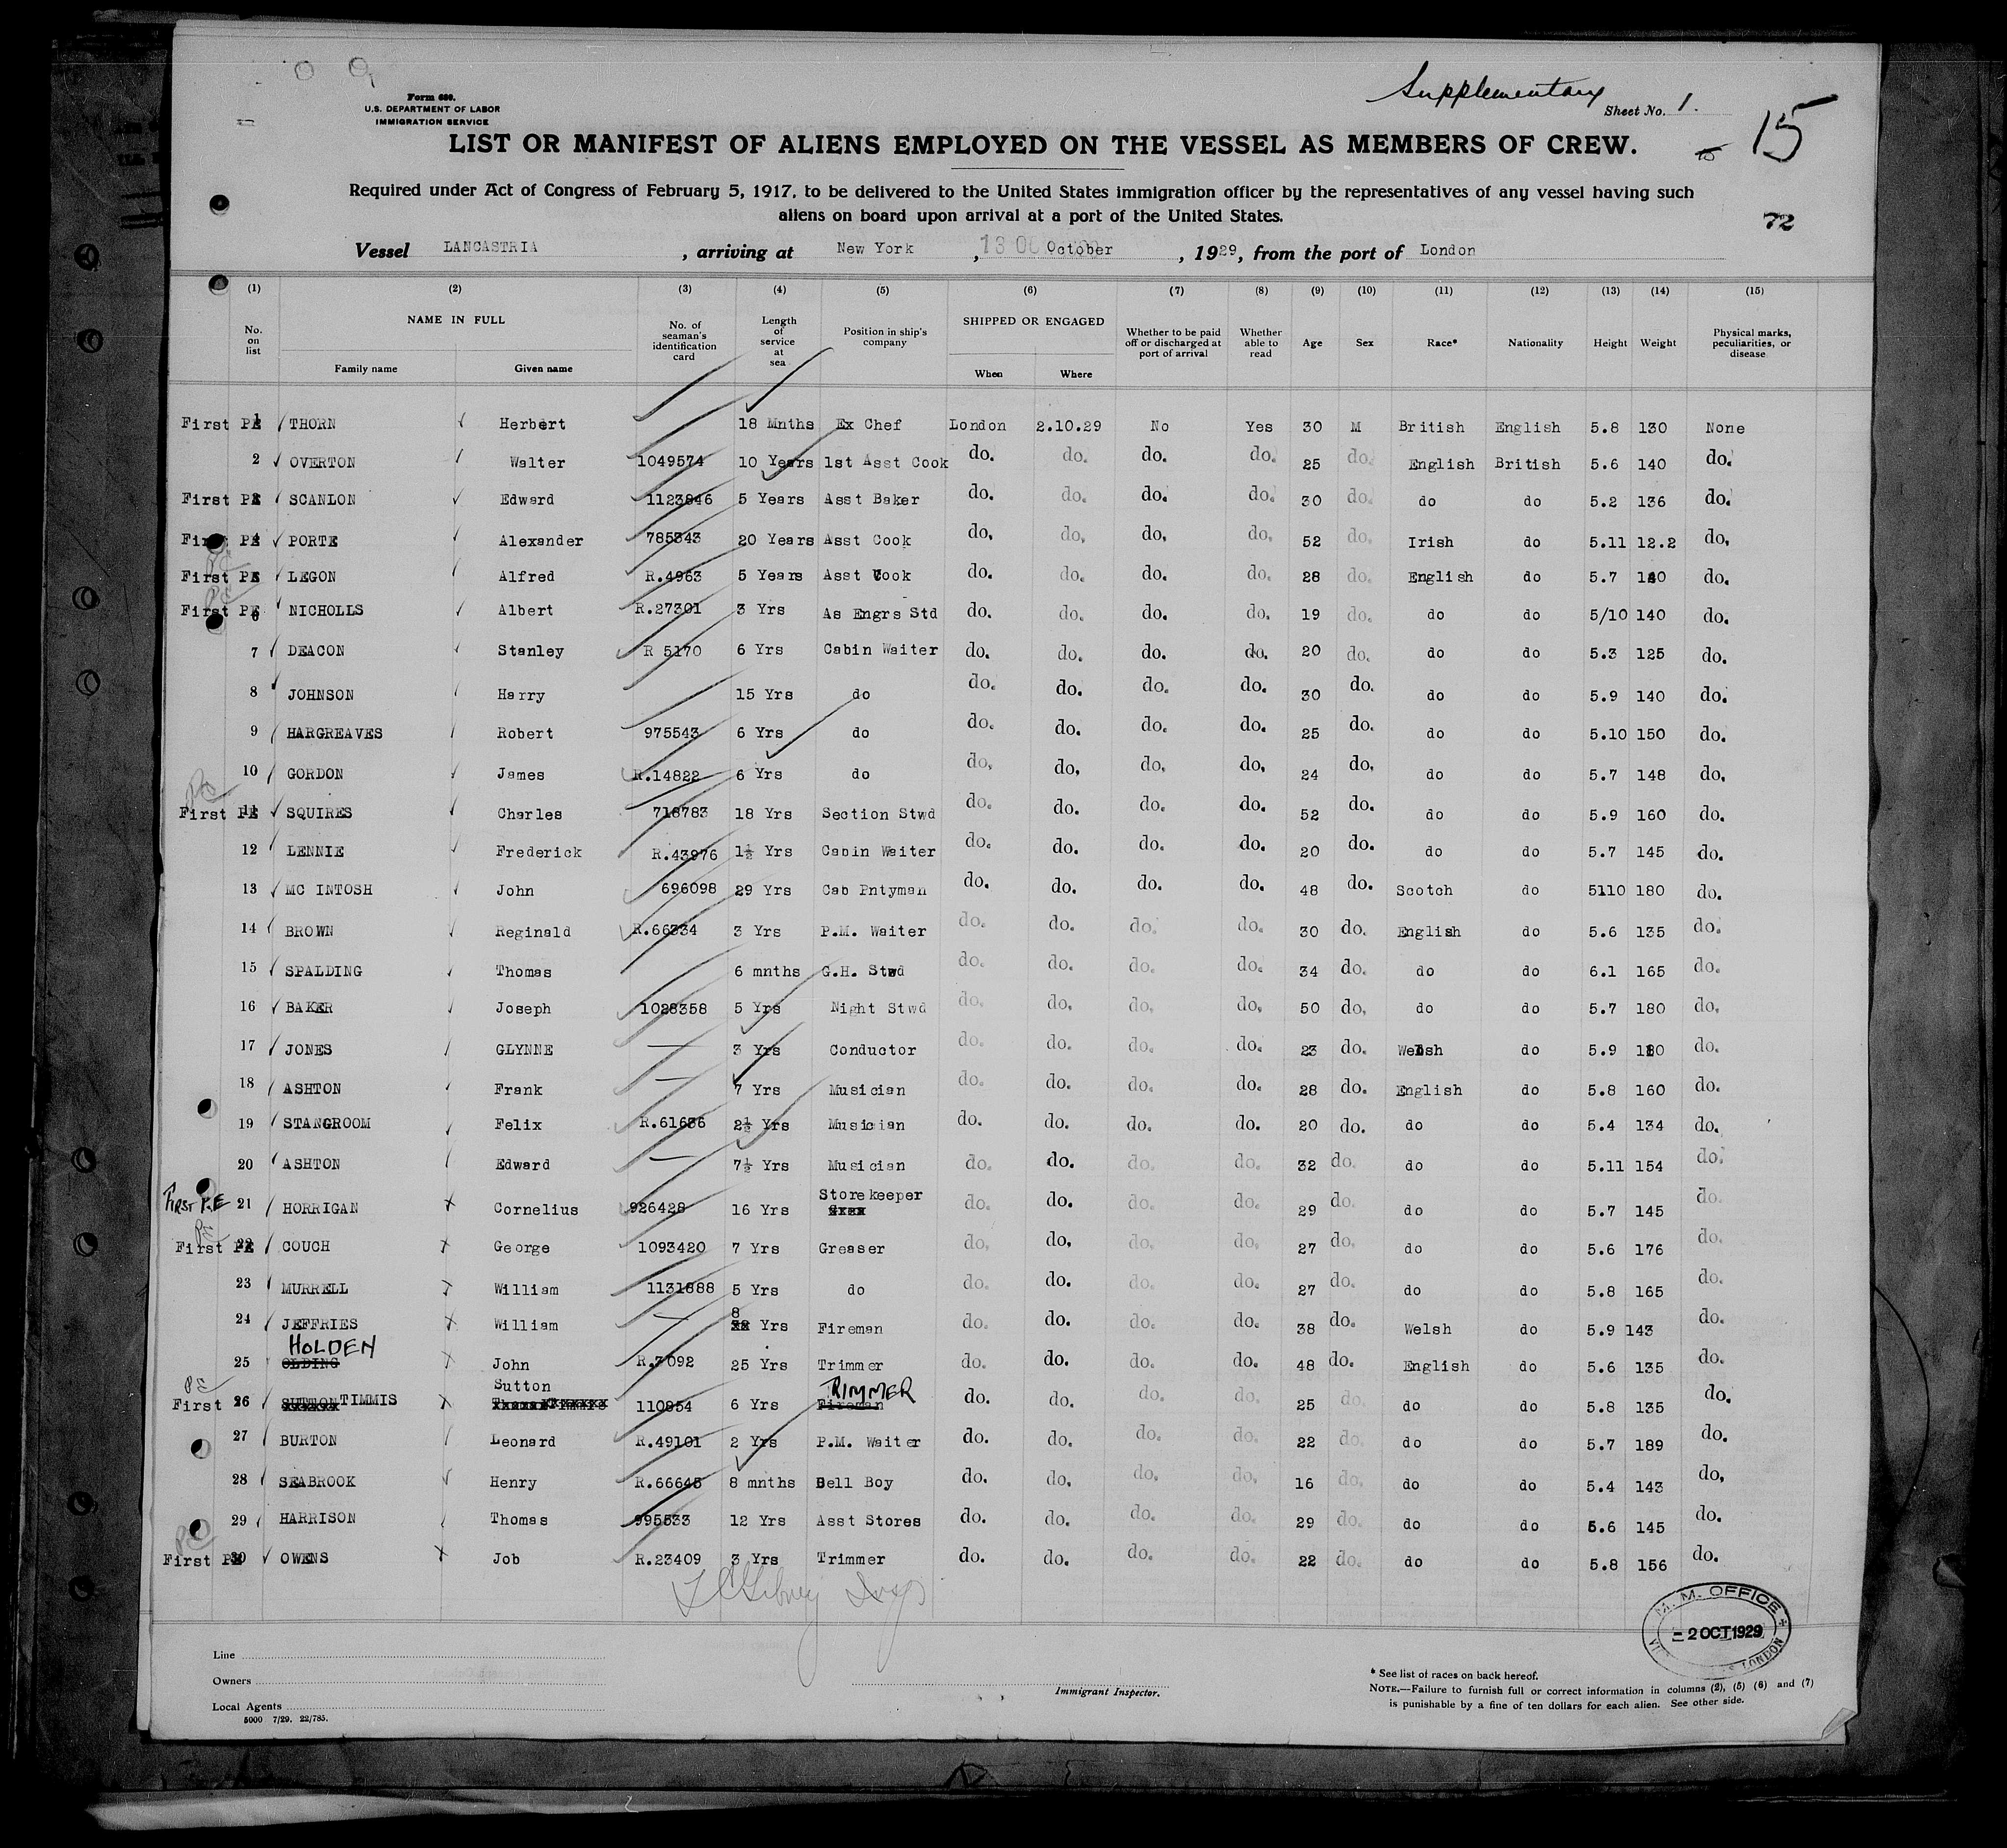 Supplementary
Form 680.
U.S. DEPARTMENT OF LABOR
IMMIGRATION SERVICE
Sheet No. 1.
15
LIST OR MANIFEST OF ALIENS EMPLOYED ON THE VESSEL AS MEMBERS OF CREW.
Required under Act of Congress of February 5, 1917, to be delivered to the United States immigration officer by the representatives of any vessel having such
aliens on board upon arrival at a port of the United States.
72
Vessel LANCASTRIA, arriving at New York, 13 October, 1929, from the port of London
(1) (2) (3) (4) (5) (6) (7) (8) (9) (10) (11) (12) (13) (14) (15)
No. on list NAME IN FULL No. of seaman's identification card Length of service at sea Position in ship's company SHIPPED OR ENGAGED Whether to be paid off or discharged at port of arrival Whether able to read Age Sex Race* Nationality Height Weight Physical marks, peculiarities, or disease
Family name Given name When Where
First PE 1 THORN Herbert 18 Mnths Ex Chef London 2.10.29 No Yes 30 M British English 5.8 130 None
2 OVERTON Walter 1049574 10 Years 1st Asst Cook do. do. do. do. 25 do. English British 5.6 140 do.
First PE SCANLON Edward 1123846 5 Years Asst Baker do. do. do. do. 30 do. do do 5.2 136 do.
First PE 4 PORTE Alexander 785343 20 Years Asst Cook do. do. do. do. 52 do. Irish do 5.11 12.2 do.
First PE LEGON Alfred R.4963 5 Years Asst Cook do. do. do. do. 28 do. English do 5.7 do.
First PE 6 NICHOLLS Albert R.27301 3 Yrs As Engrs Std do. do. do. do. 19 do. do do 5/10 140 do.
7 DEACON Stanley R 5170 6 Yrs Cabin Waiter do. do. do. do. 20 do. do do 5.3 125 do.
8 JOHNSON Harry 15 Yrs do do. do. do. do. 30 do. do do 5.9 140 do.
9 HARGREAVES Robert 975543 6 Yrs do do. do. do. do. 25 do. do do 5.10 150 do.
10 GORDON James R.14822 6 Yrs do do. do. do. do. 24 do. do do 5.7 148 do.
First PE 11 SQUIRES Charles 718783 18 Yrs Section Stwd do. do. do. do. 52 do. do do 5.9 160 do.
12 LENNIE Frederick R.43976 1½ Yrs Cabin Waiter do. do. do. do. 20 do. do do 5.7 145 do.
13 MC INTOSH John 696098 29 Yrs Cab Pntyman do. do. do. do. 48 do. Scotch do 5110 180 do.
14 BROWN Reginald R.66334 3 Yrs P.M. Waiter do. do. do. do. 30 do. English do 5.6 135 do.
15 SPALDING Thomas 6 mnths G.H. Stwd do. do. do. do. 34 do. do do 6.1 165 do.
16 BAKER Joseph 1028358 5 Yrs Night Stwd do. do. do. do. 50 do. do do 5.7 180 do.
17 JONES GLYNNE — 3 Yrs Conductor do. do. do. do. 23 do. Welsh do 5.9 do.
18 ASHTON Frank — 7 Yrs Musician do. do. do. do. 28 do. English do 5.8 160 do.
19 STANGROOM Felix R.61636 2½ Yrs Musician do. do. do. do. 20 do. do do 5.4 134 do.
20 ASHTON Edward — 7½ Yrs Musician do. do. do. do. 32 do. do do 5.11 154 do.
FIRST P.E 21 HORRIGAN Cornelius 926428 16 Yrs Storekeeper do. do. do. do. 29 do. do do 5.7 145 do.
First PE 22 COUCH George 1093420 7 Yrs Greaser do. do. do. do. 27 do. do do 5.6 176 do.
23 MURRELL William 1131888 5 Yrs do do. do. do. do. 27 do. do do 5.8 165 do.
24 JEFFRIES William — 8 Yrs Fireman do. do. do. do. 38 do. Welsh do 5.9 143 do.
25 OLDING HOLDEN John R.7092 25 Yrs Trimmer do. do. do. do. 48 do. English do 5.6 135 do.
PE First 26 SUTTON TIMMIS Sutton 110854 6 Yrs Fireman TRIMMER do. do. do. do. 25 do. do do 5.8 135 do.
27 BURTON Leonard R.49101 2 Yrs P.M. Waiter do. do. do. do. 22 do. do do 5.7 189 do.
28 SEABROOK Henry R.66645 8 mnths Bell Boy do. do. do. do. 16 do. do do 5.4 143 do.
29 HARRISON Thomas 995533 12 Yrs Asst Stores do. do. do. do. 29 do. do do 5.6 145 do.
First PE 30 OWENS Job R.23409 3 Yrs Trimmer do. do. do. do. 22 do. do do 5.8 156 do.
M. M. OFFICE
- 2 OCT 1929
LONDON
Line
Owners
Local Agents
5000 7/29. 22/785.
Immigrant Inspector.
* See list of races on back hereof.
NOTE.—Failure to furnish full or correct information in columns (2), (5) (6) and (7)
is punishable by a fine of ten dollars for each alien. See other side.